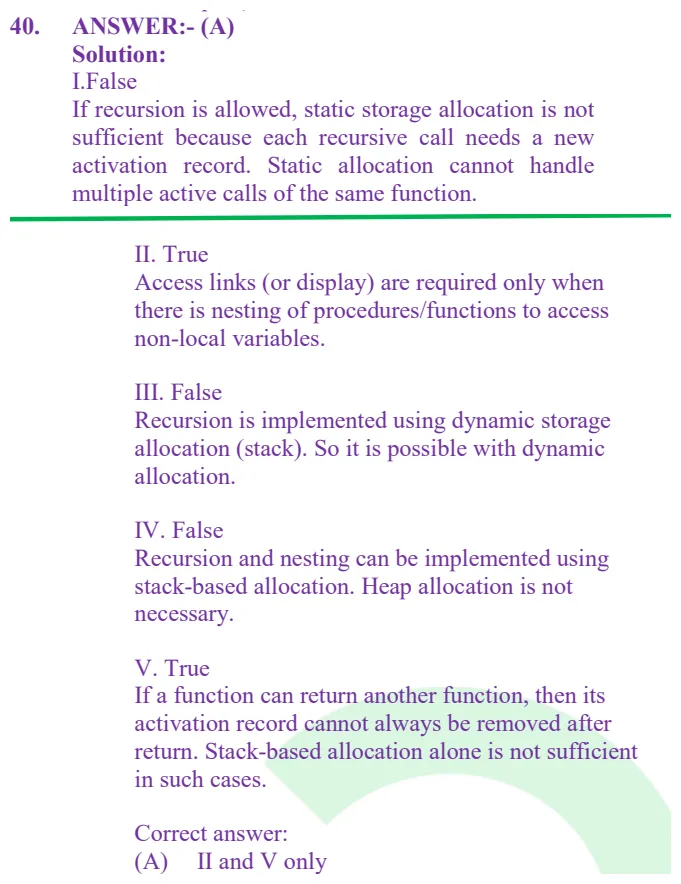 40. ANSWER:- (A)
Solution:
I.False
If recursion is allowed, static storage allocation is not
sufficient because each recursive call needs a new
activation record. Static allocation cannot handle
multiple active calls of the same function.
II. True
Access links (or display) are required only when
there is nesting of procedures/functions to access
non-local variables.
III. False
Recursion is implemented using dynamic storage
allocation (stack). So it is possible with dynamic
allocation.
IV. False
Recursion and nesting can be implemented using
stack-based allocation. Heap allocation is not
necessary.
V. True
If a function can return another function, then its
activation record cannot always be removed after
return. Stack-based allocation alone is not sufficient
in such cases.
Correct answer:
(A) II and V only